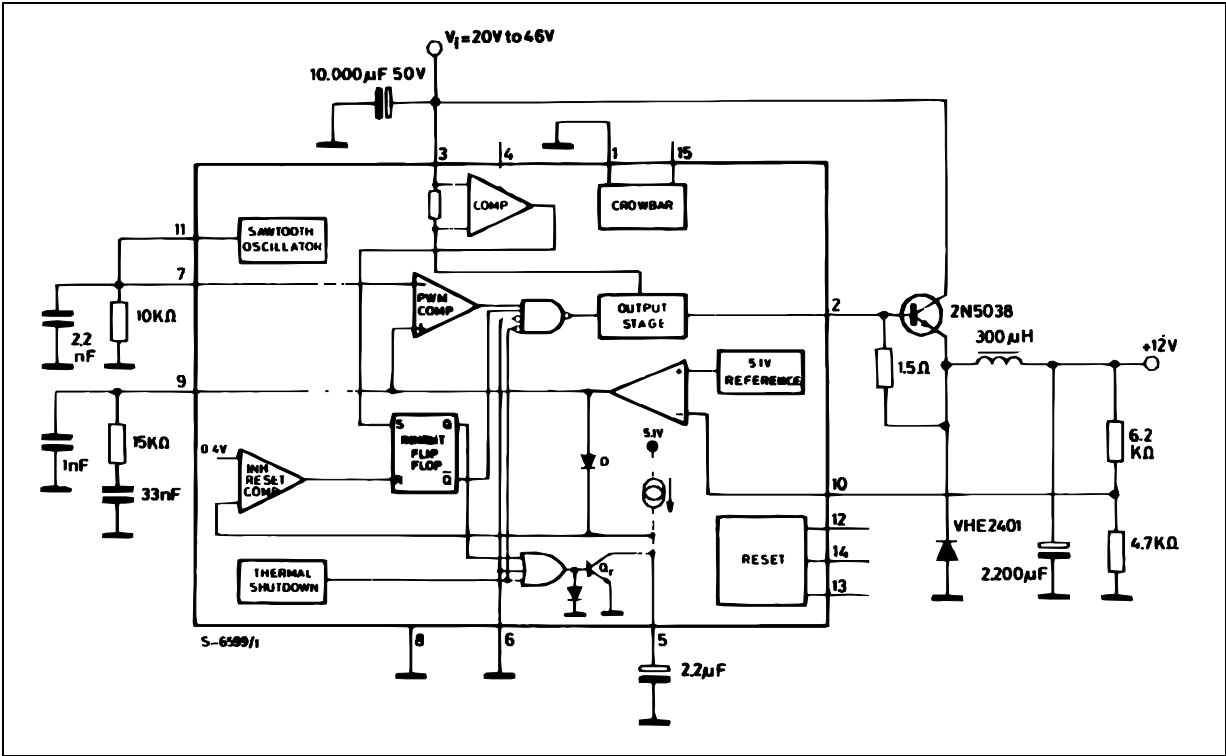 Vi=20V to 46V
10.000µF 50V
3
4
1
15
COMP
CROWBAR
11
SAWTOOTH
OSCILLATOR
7
PWM
COMP
OUTPUT
STAGE
2
2N5038
10KΩ
2.2
nF
300µH
+12V
1.5Ω
5.1V
REFERENCE
+
-
9
15KΩ
1nF
33nF
0.4V
INH
RESET
COMP
S
Q
INHIBIT
FLIP
FLOP
R
Q̅
D
5.1V
6.2
KΩ
10
12
14
13
RESET
VHE2401
2.200µF
4.7KΩ
THERMAL
SHUTDOWN
Qr
S-6599/1
8
6
5
2.2µF